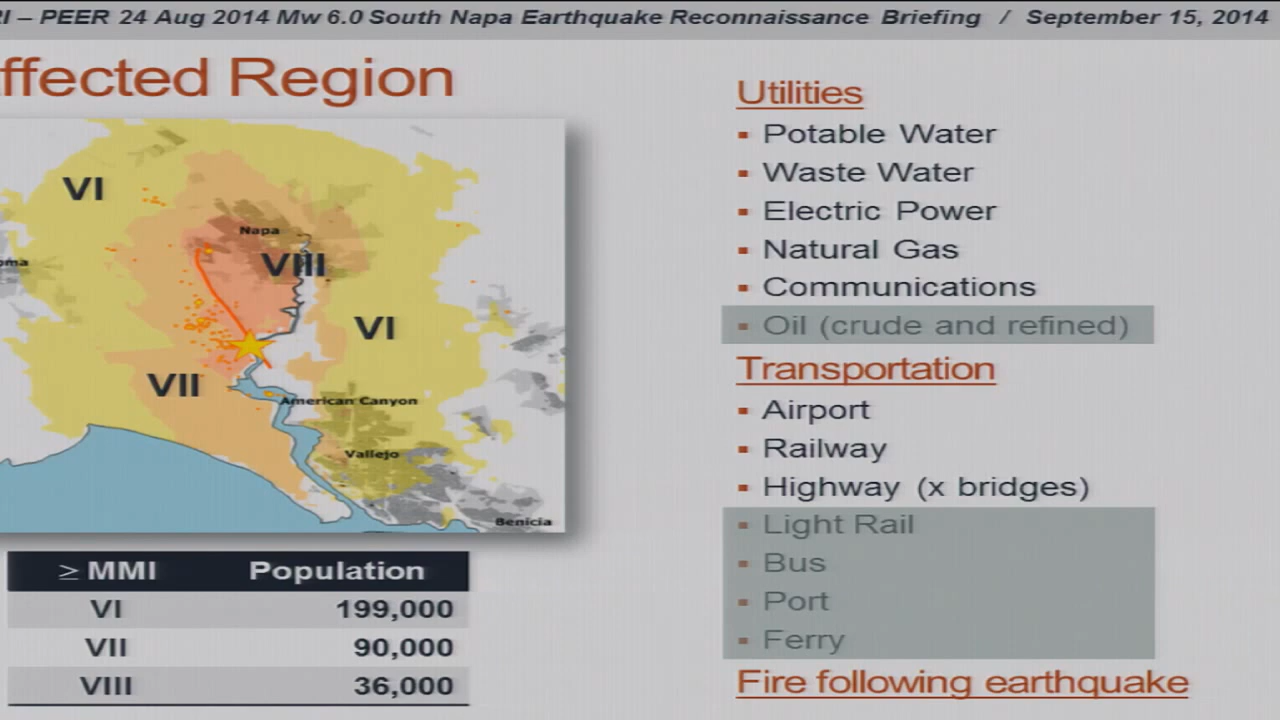 RI – PEER 24 Aug 2014 Mw 6.0 South Napa Earthquake Reconnaissance Briefing / September 15, 2014
ffected Region
VI
Napa
VIII
oma
VI
VII
American Canyon
Vallejo
Benicia
≥ MMI Population
VI 199,000
VII 90,000
VIII 36,000
Utilities
▪ Potable Water
▪ Waste Water
▪ Electric Power
▪ Natural Gas
▪ Communications
▪ Oil (crude and refined)
Transportation
▪ Airport
▪ Railway
▪ Highway (x bridges)
▪ Light Rail
▪ Bus
▪ Port
▪ Ferry
Fire following earthquake